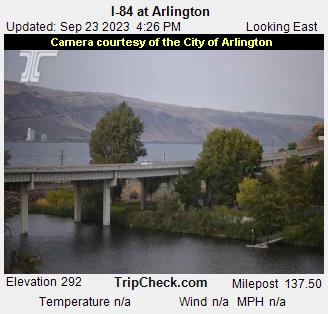 I-84 at Arlington
Updated: Sep 23 2023 4:26 PM Looking East
Camera courtesy of the City of Arlington
Elevation 292 TripCheck.com Milepost 137.50
Temperature n/a Wind n/a MPH n/a